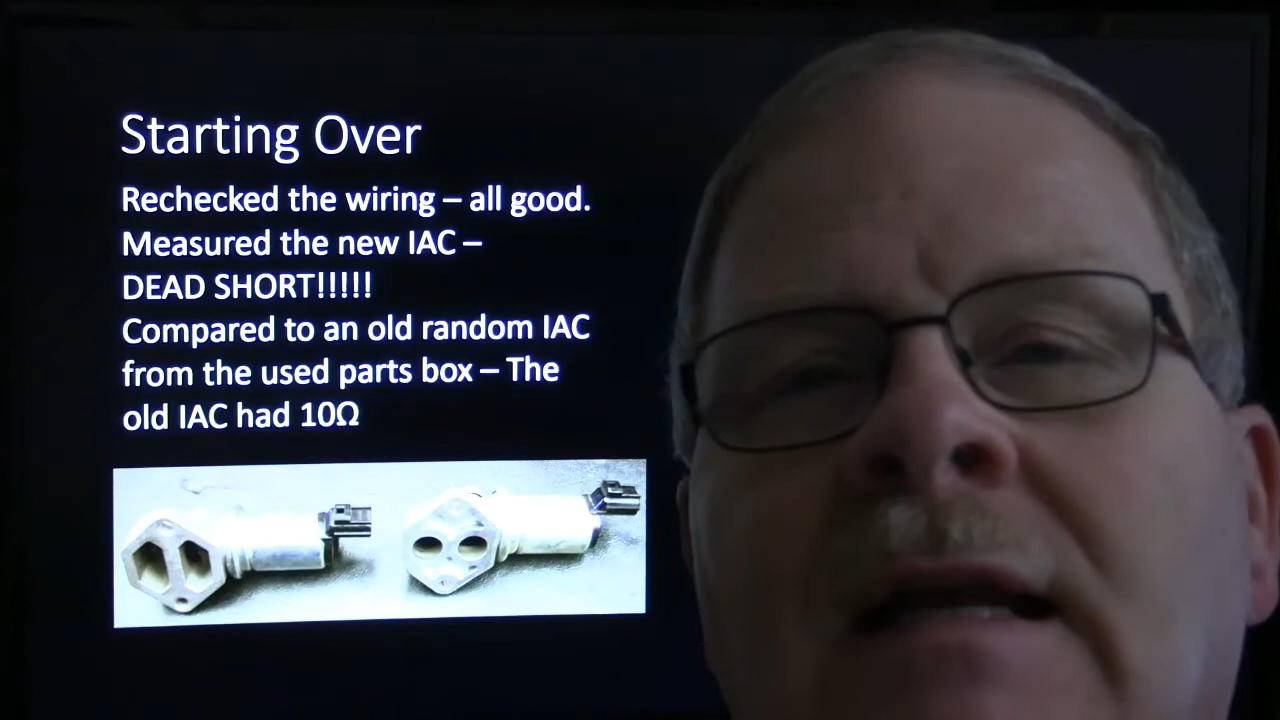 Starting Over
Rechecked the wiring – all good.
Measured the new IAC –
DEAD SHORT!!!!!
Compared to an old random IAC
from the used parts box – The
old IAC had 10Ω